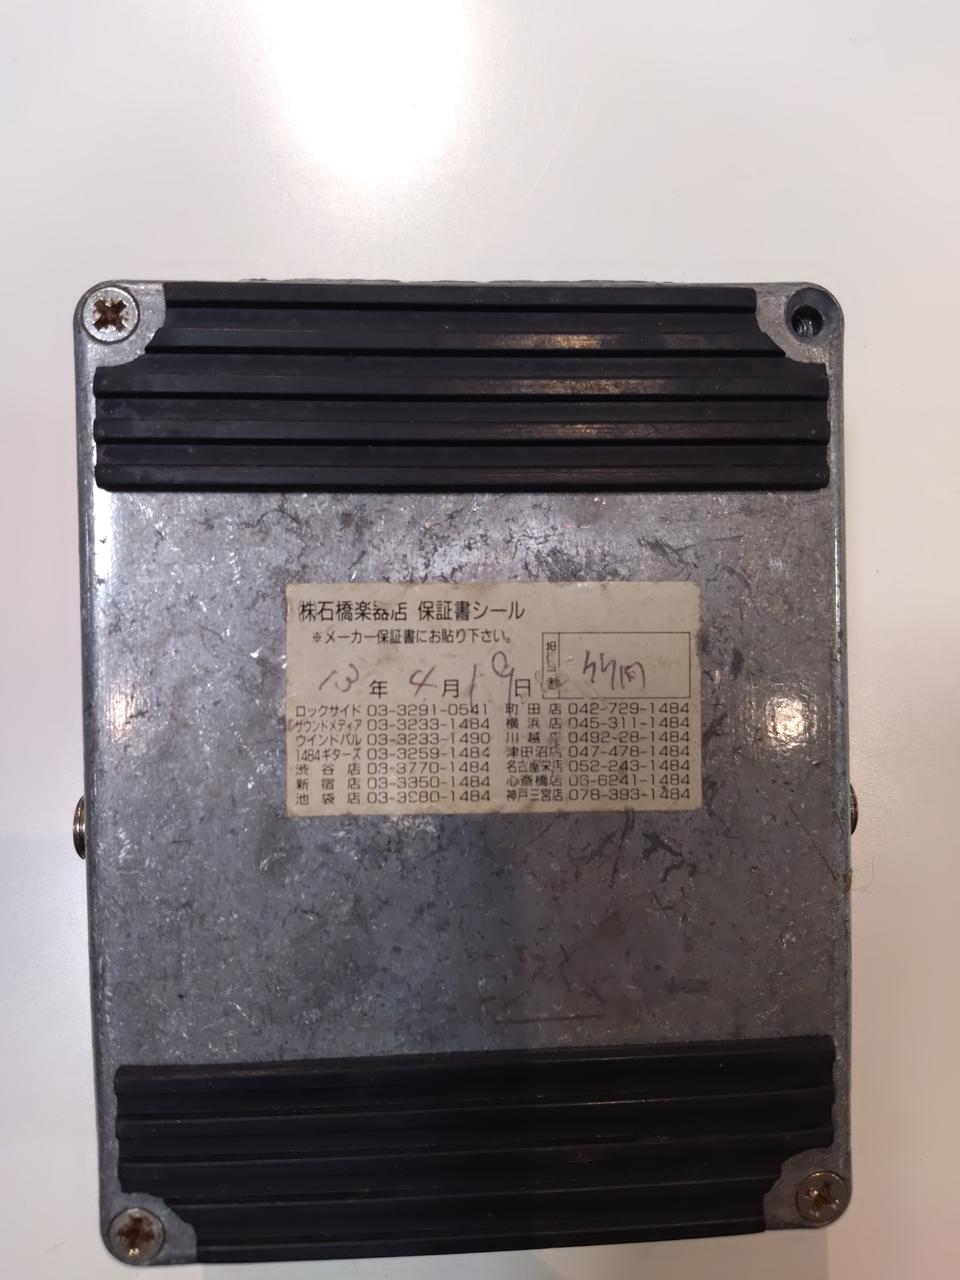 ㈱石橋楽器店 保証書シール
※メーカー保証書にお貼り下さい。
13年 4月19日
ロックサイド 03-3291-0541 町田店 042-729-1484
サウンドメディア 03-3233-1484 横浜店 045-311-1484
ウインドパル 03-3233-1490 川越店 0492-28-1484
1484ギターズ 03-3259-1484 津田沼店 047-478-1484
渋谷店 03-3770-1484 名古屋栄店 052-243-1484
新宿店 03-3350-1484 心斎橋店 06-6241-1484
池袋店 03-3980-1484 神戸三宮店 078-393-1484